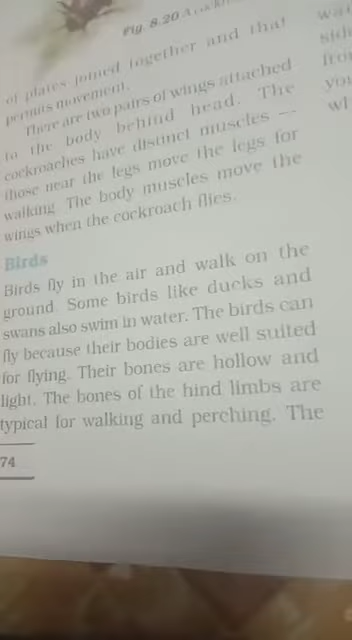 Fig. 8.20 A
of plates joined together and that
permits movement.
There are two pairs of wings attached
to the body behind head. The
cockroaches have distinct muscles —
those near the legs move the legs for
walking. The body muscles move the
wings when the cockroach flies.
Birds
Birds fly in the air and walk on the
ground. Some birds like ducks and
swans also swim in water. The birds can
fly because their bodies are well suited
for flying. Their bones are hollow and
light. The bones of the hind limbs are
typical for walking and perching. The
74